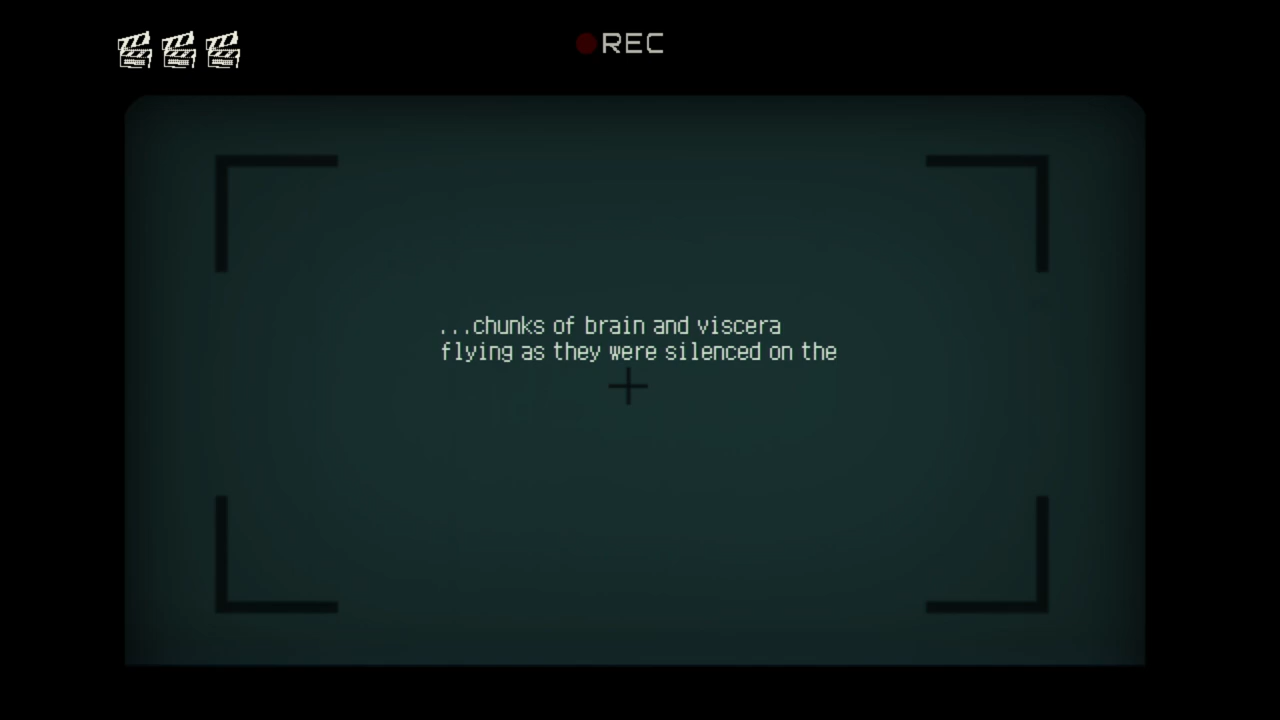 REC
...chunks of brain and viscera
flying as they were silenced on the